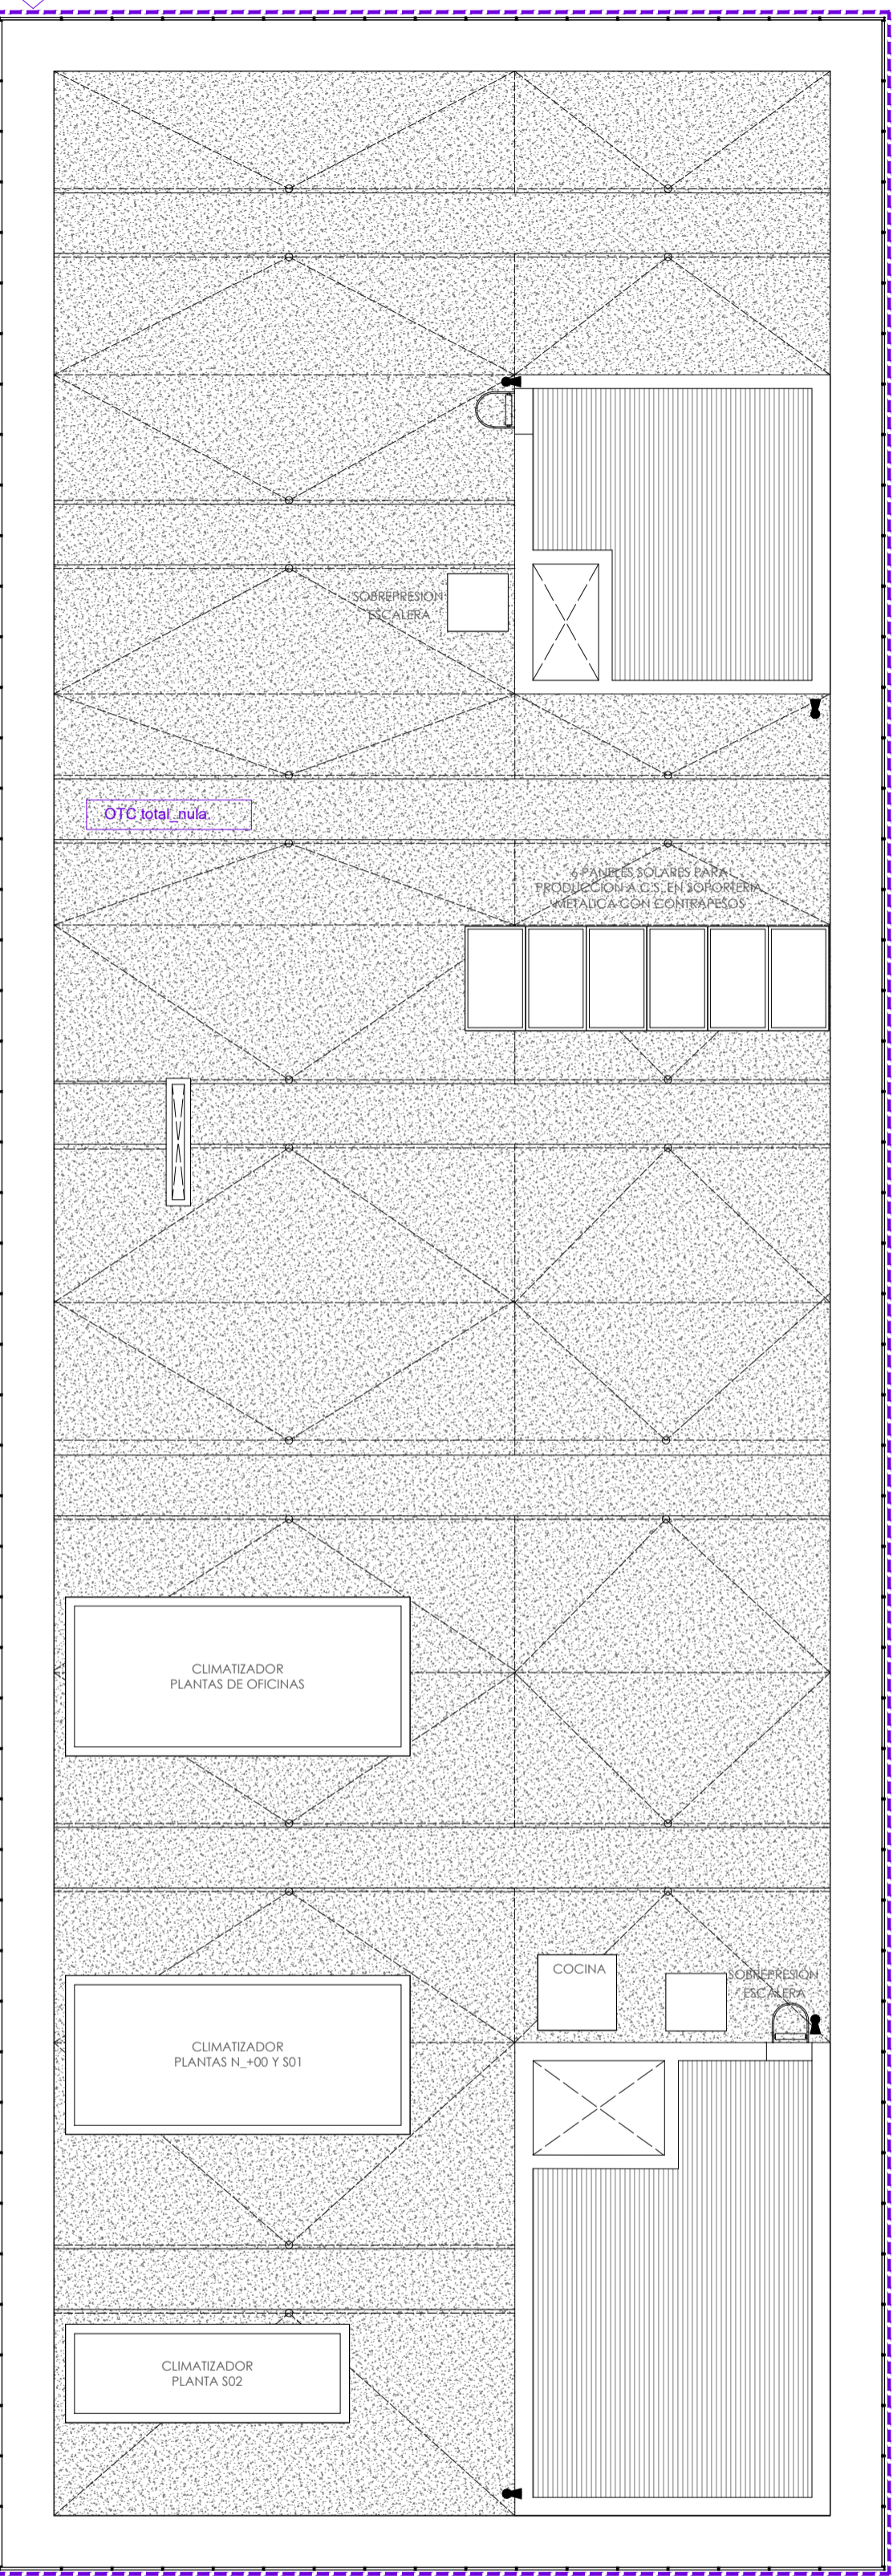 SOBREPRESION
ESCALERA
OTC total_nula.
6 PANELES SOLARES PARA
PRODUCCION A.C.S. EN SOPORTERIA
METALICA CON CONTRAPESOS
CLIMATIZADOR
PLANTAS DE OFICINAS
COCINA
SOBREPRESION
ESCALERA
CLIMATIZADOR
PLANTAS N_+00 Y S01
CLIMATIZADOR
PLANTA S02